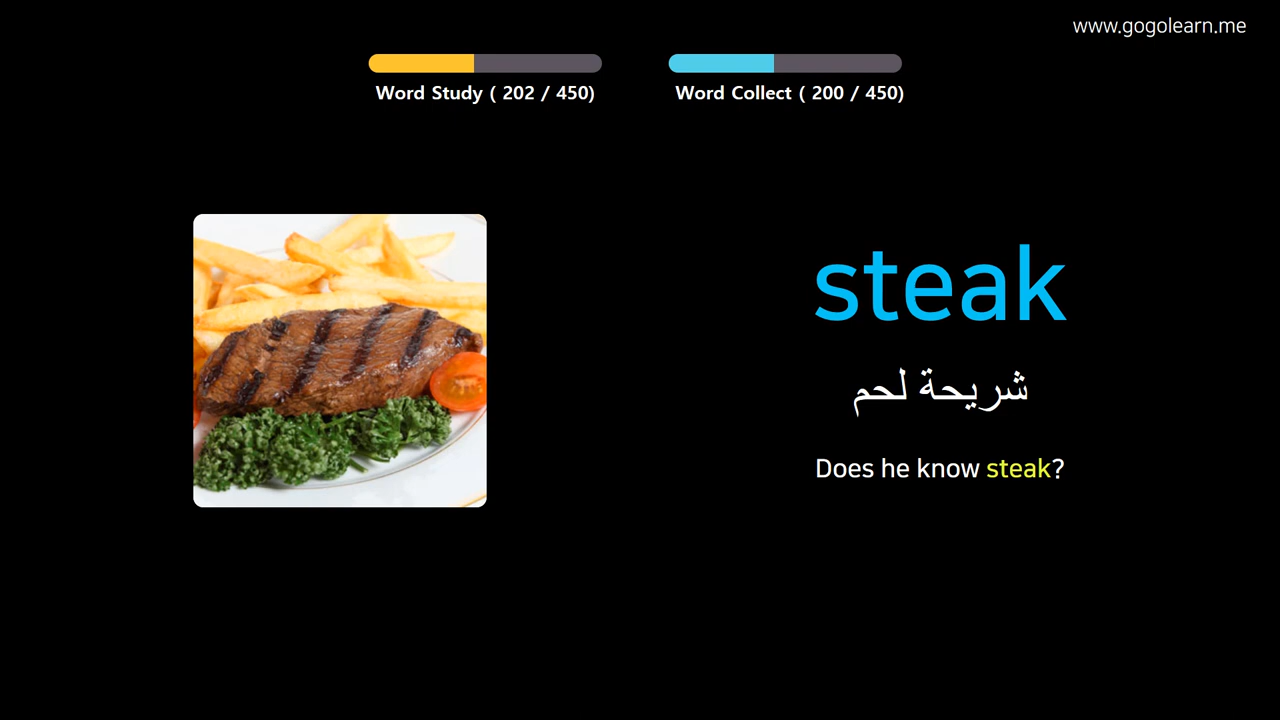 www.gogolearn.me
Word Study ( 202 / 450)
Word Collect ( 200 / 450)
steak
شريحة لحم
Does he know steak?